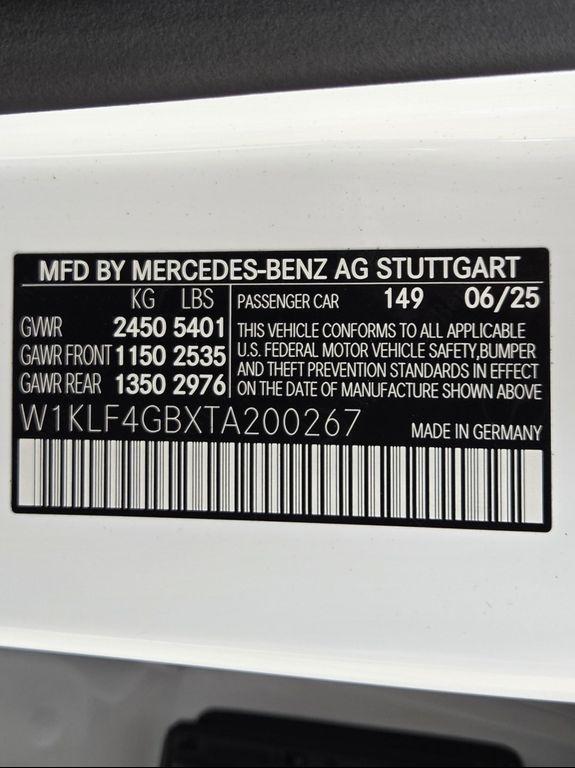 MFD BY MERCEDES-BENZ AG STUTTGART
KG LBS
GVWR 2450 5401
GAWR FRONT 1150 2535
GAWR REAR 1350 2976
PASSENGER CAR 149 06/25
THIS VEHICLE CONFORMS TO ALL APPLICABLE
U.S. FEDERAL MOTOR VEHICLE SAFETY,BUMPER
AND THEFT PREVENTION STANDARDS IN EFFECT
ON THE DATE OF MANUFACTURE SHOWN ABOVE
W1KLF4GBXTA200267
MADE IN GERMANY